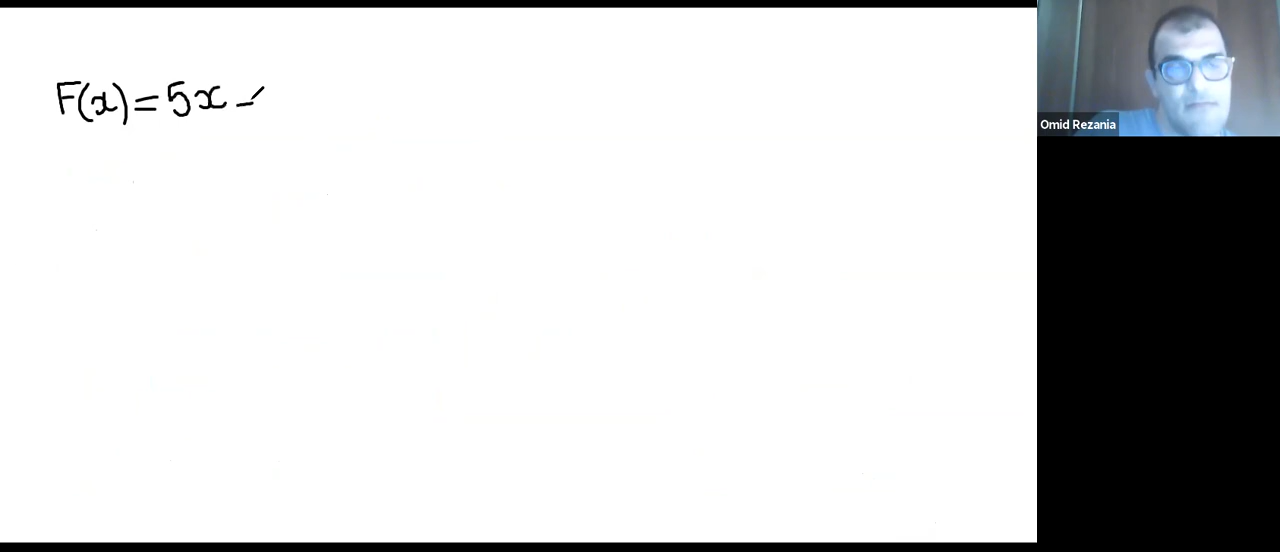 F(x) = 5x -
Omid Rezania